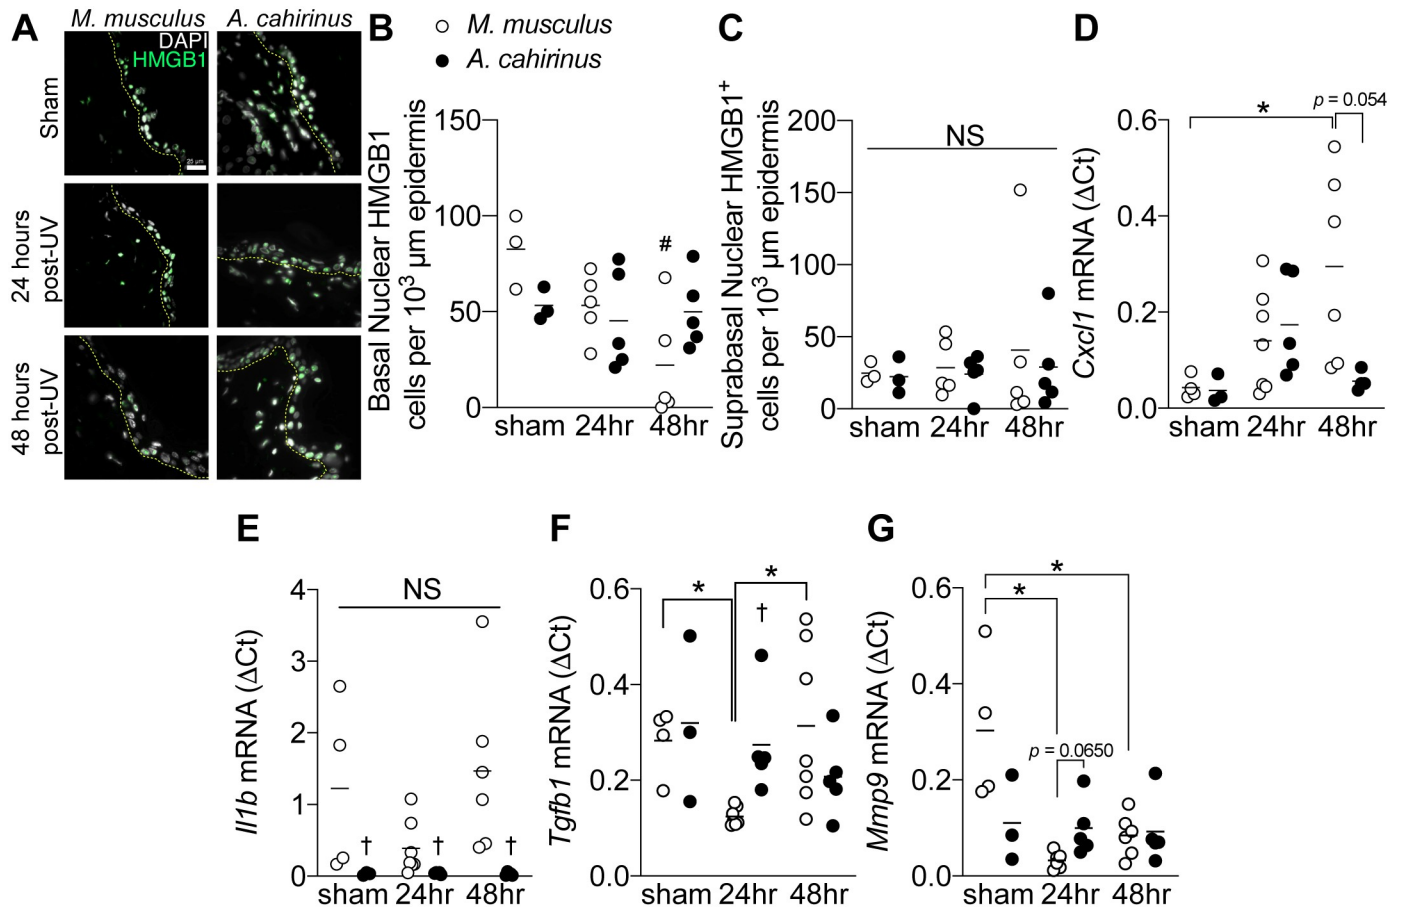 A
M. musculus
A. cahirinus
DAPI
HMGB1
25 µm
Sham
24 hours
post-UV
48 hours
post-UV
B
M. musculus
A. cahirinus
Basal Nuclear HMGB1
cells per 10³ µm epidermis
150
100
50
0
#
sham 24hr 48hr
C
Suprabasal Nuclear HMGB1⁺
cells per 10³ µm epidermis
200
150
100
50
0
NS
sham 24hr 48hr
D
Cxcl1 mRNA (ΔCt)
0.6
0.4
0.2
0.0
*
p = 0.054
sham 24hr 48hr
E
Il1b mRNA (ΔCt)
4
3
2
1
0
NS
† † †
sham 24hr 48hr
F
Tgfb1 mRNA (ΔCt)
0.6
0.4
0.2
0.0
* *
†
sham 24hr 48hr
G
Mmp9 mRNA (ΔCt)
0.6
0.4
0.2
0.0
*
*
p = 0.0650
sham 24hr 48hr